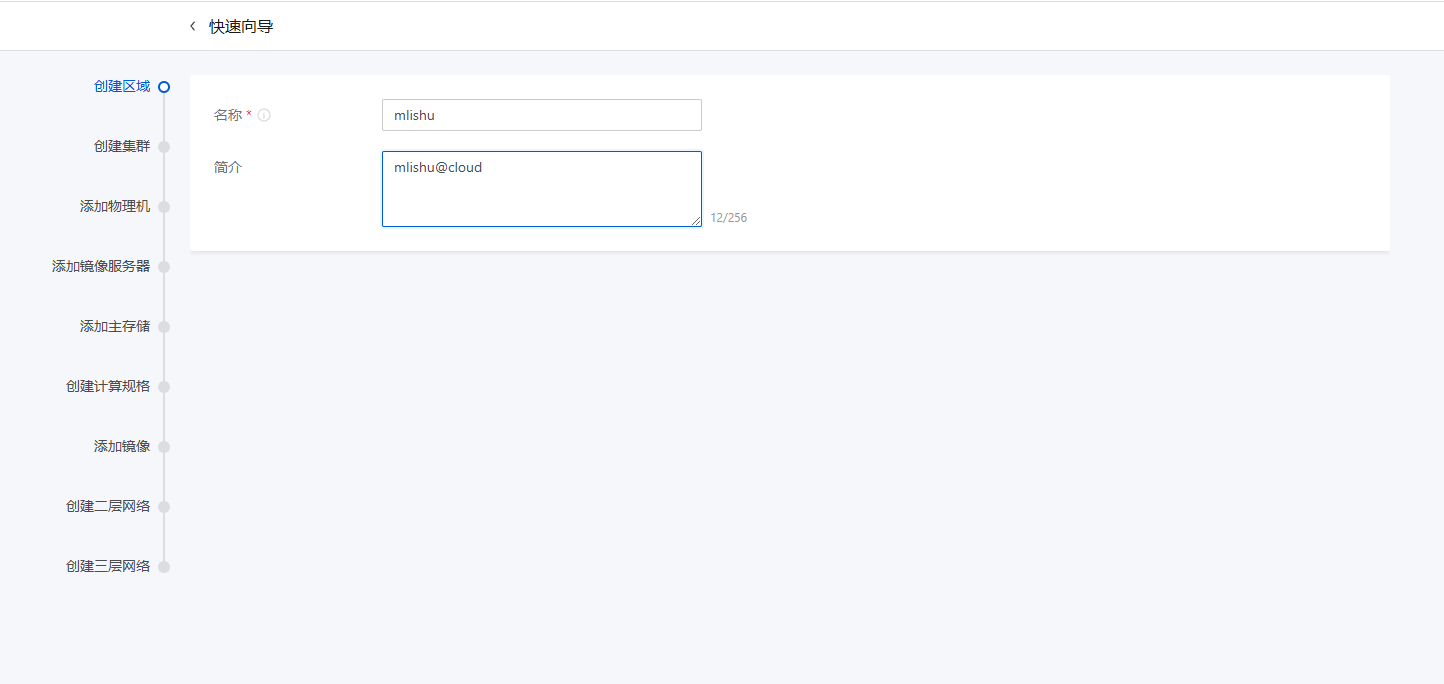 快速向导
创建区域
创建集群
添加物理机
添加镜像服务器
添加主存储
创建计算规格
添加镜像
创建二层网络
创建三层网络
名称 *
mlishu
简介
mlishu@cloud
12/256